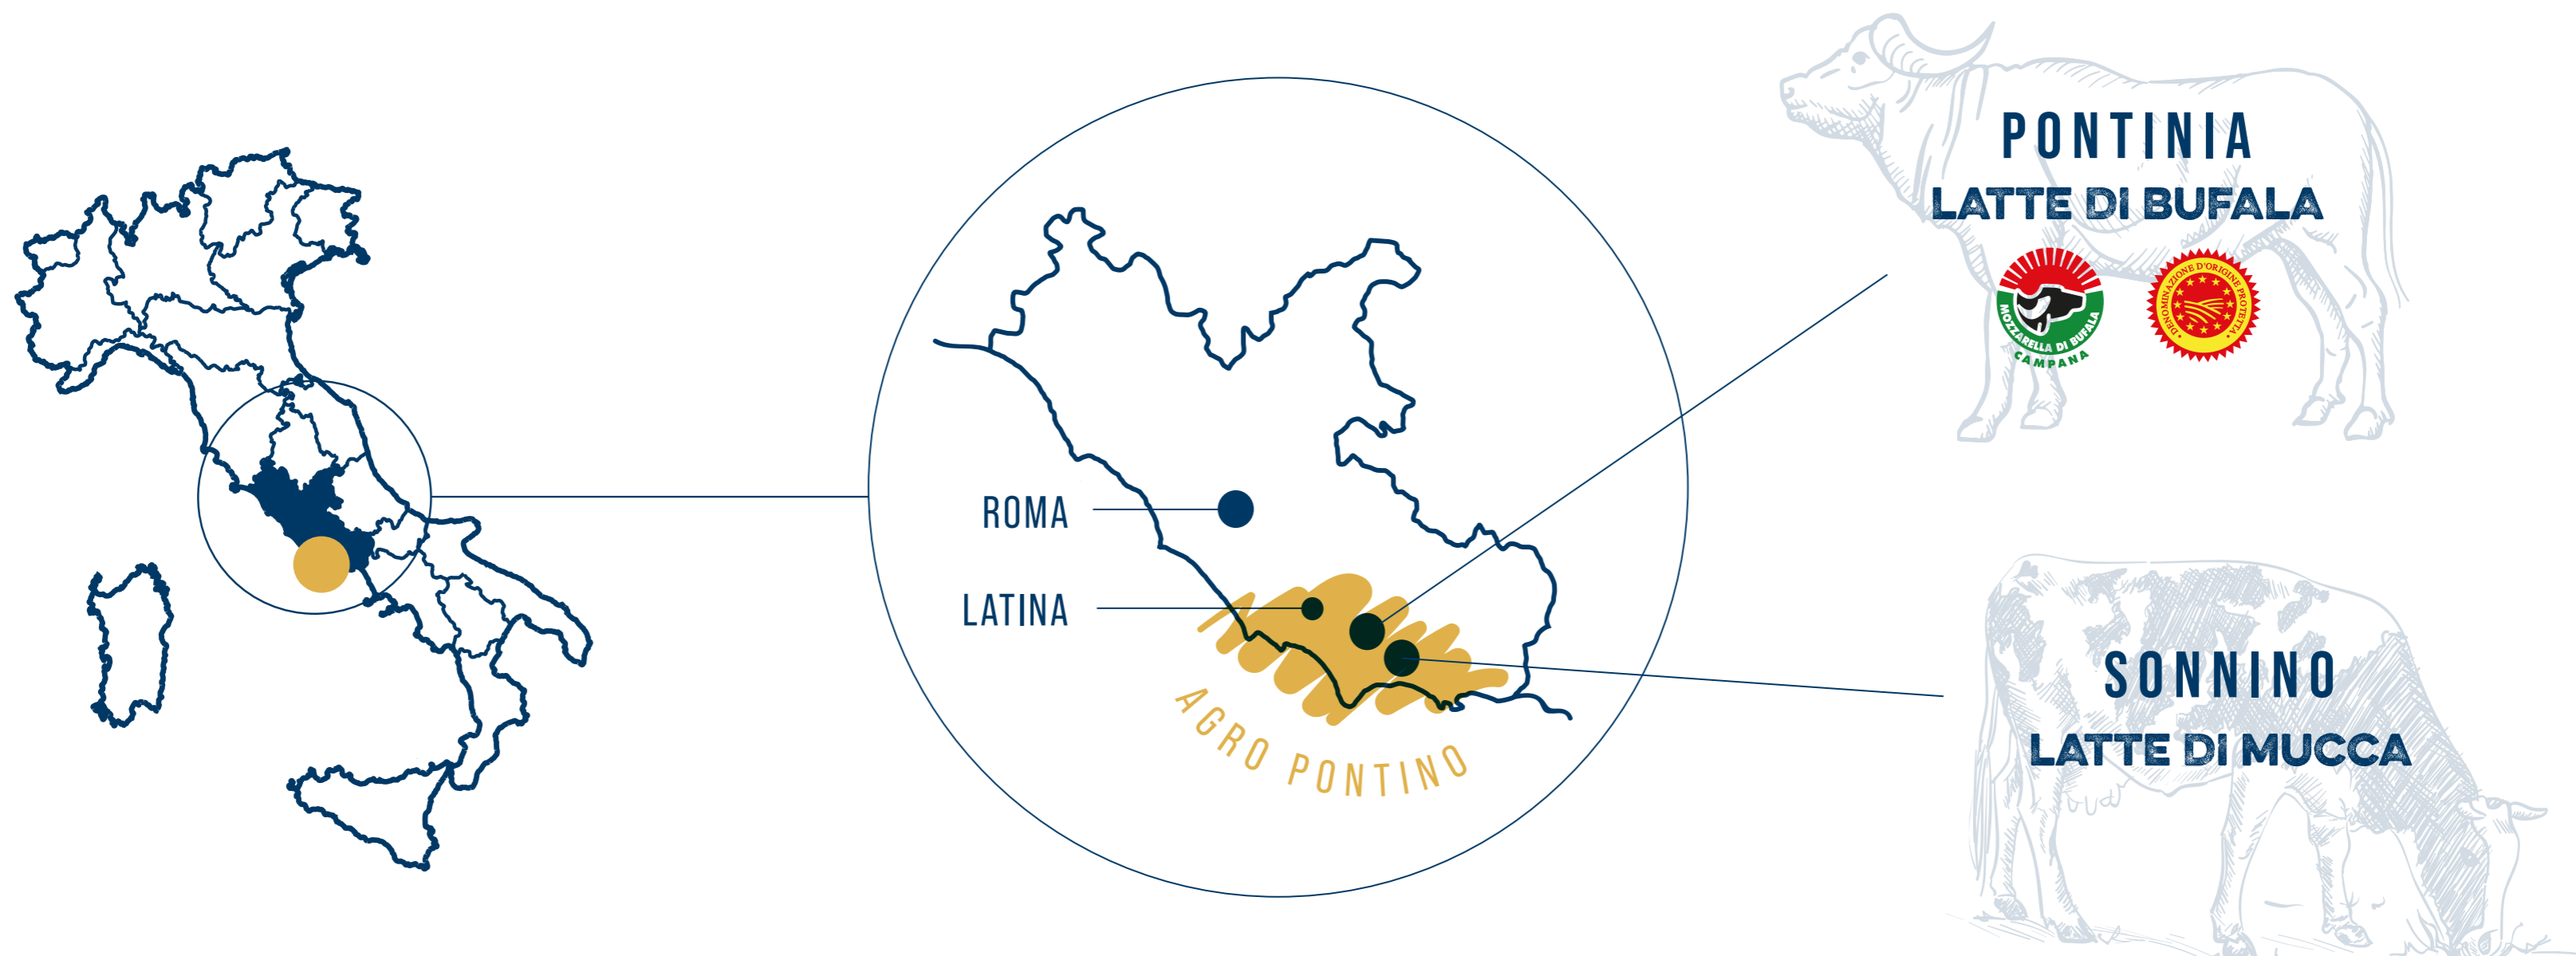 ROMA
LATINA
AGRO PONTINO
PONTINIA
LATTE DI BUFALA
MOZZARELLA DI BUFALA
CAMPANA
DENOMINAZIONE D'ORIGINE PROTETTA
SONNINO
LATTE DI MUCCA